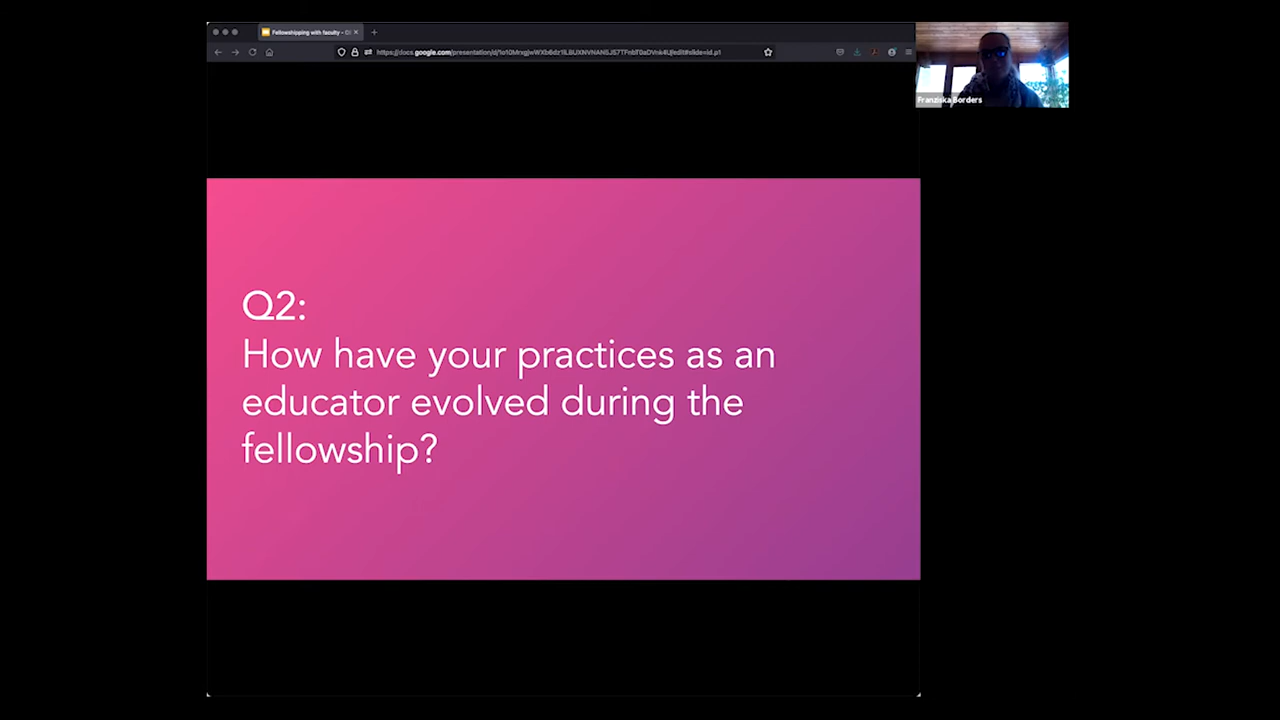 Fellowshipping with faculty -
Franziska Borders
Q2:
How have your practices as an
educator evolved during the
fellowship?